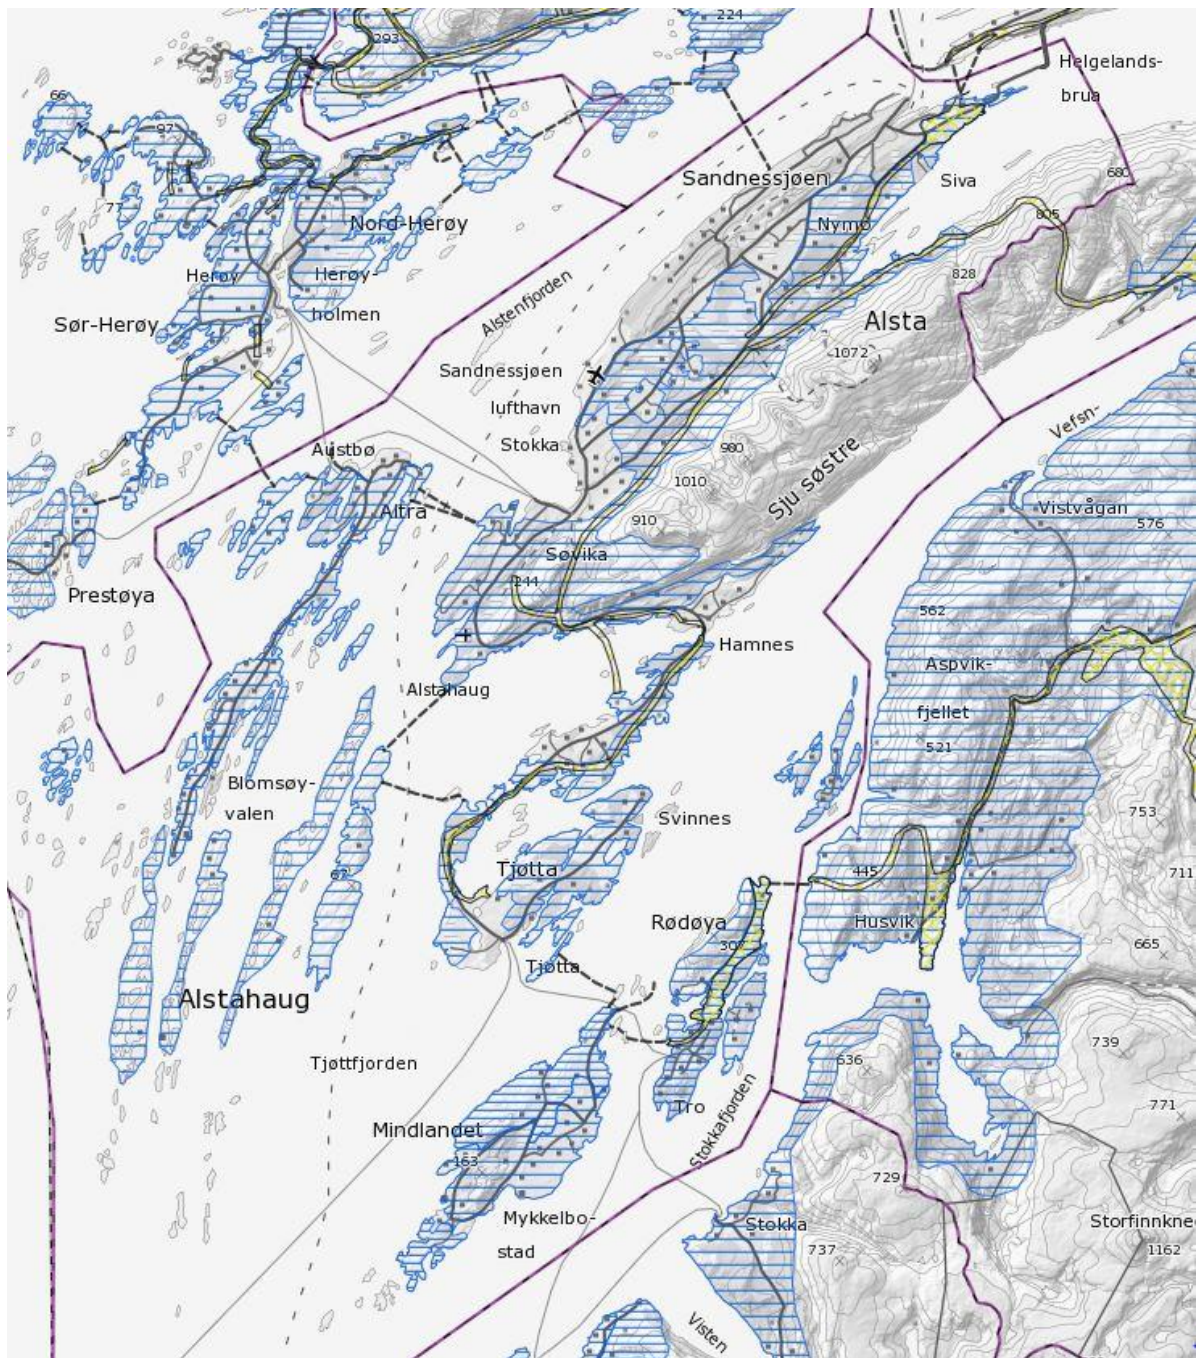 224
293
Helgelands-
brua
66
97
Sandnessjøen
Siva
680
77
Nord-Herøy
Nymo
805
Herøy
Herøy-
holmen
828
Sør-Herøy
Alstenfjorden
Alsta
1072
Sandnessjøen
lufthavn
Stokka
Vefsn-
Austbø
980
1010
Sju søstre
Altra
910
Vistvågan
576
Søvika
244
Prestøya
562
Hamnes
Aspvik-
fjellet
521
Alstahaug
Blomsøy-
valen
Svinnes
753
67
Tjøtta
445
711
Rødøya
307
Husvik
665
Tjøtta
Alstahaug
Tjøttfjorden
636
739
Tro
Stokkafjorden
771
Mindlandet
163
729
Mykkelbo-
stad
Stokka
737
Storfinnkne
1162
Visten